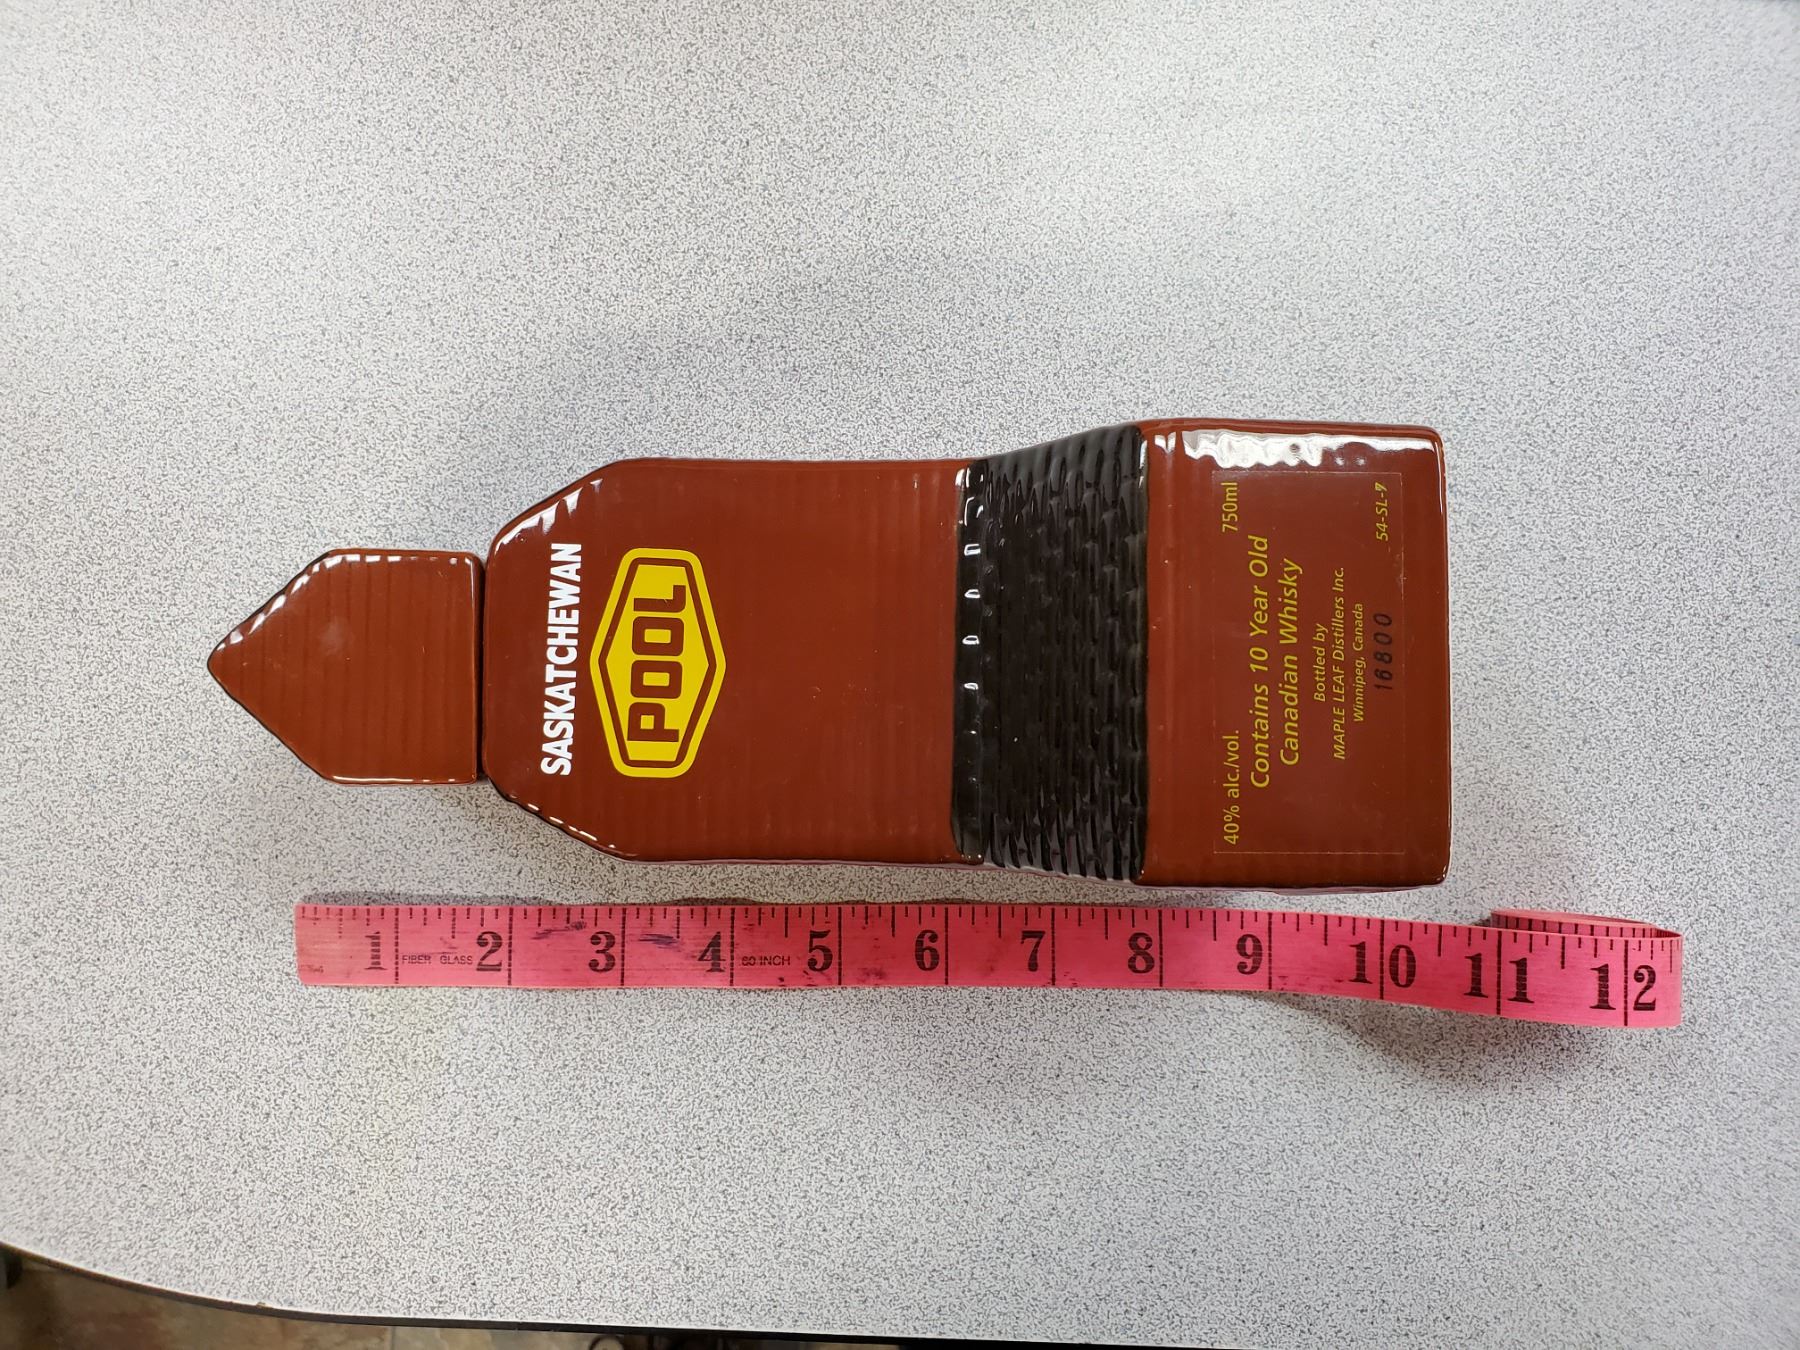 SASKATCHEWAN
POOL
40% alc./vol. 750ml
Contains 10 Year Old
Canadian Whisky
Bottled by
MAPLE LEAF Distillers Inc.
Winnipeg, Canada
16800
54-SL-7
1 2 3 4 5 6 7 8 9 10 11 12
FIBER GLASS
60 INCH